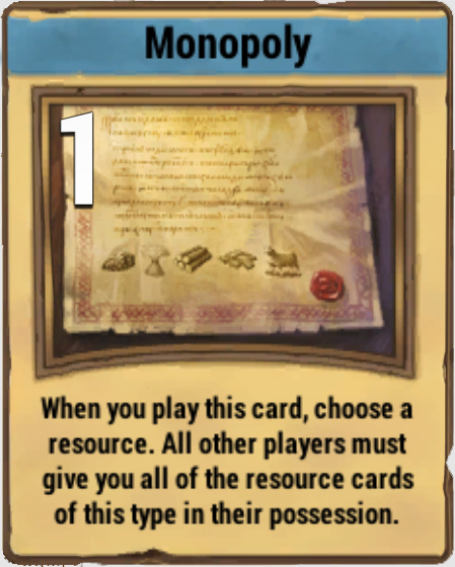 Monopoly
1
When you play this card, choose a
resource. All other players must
give you all of the resource cards
of this type in their possession.